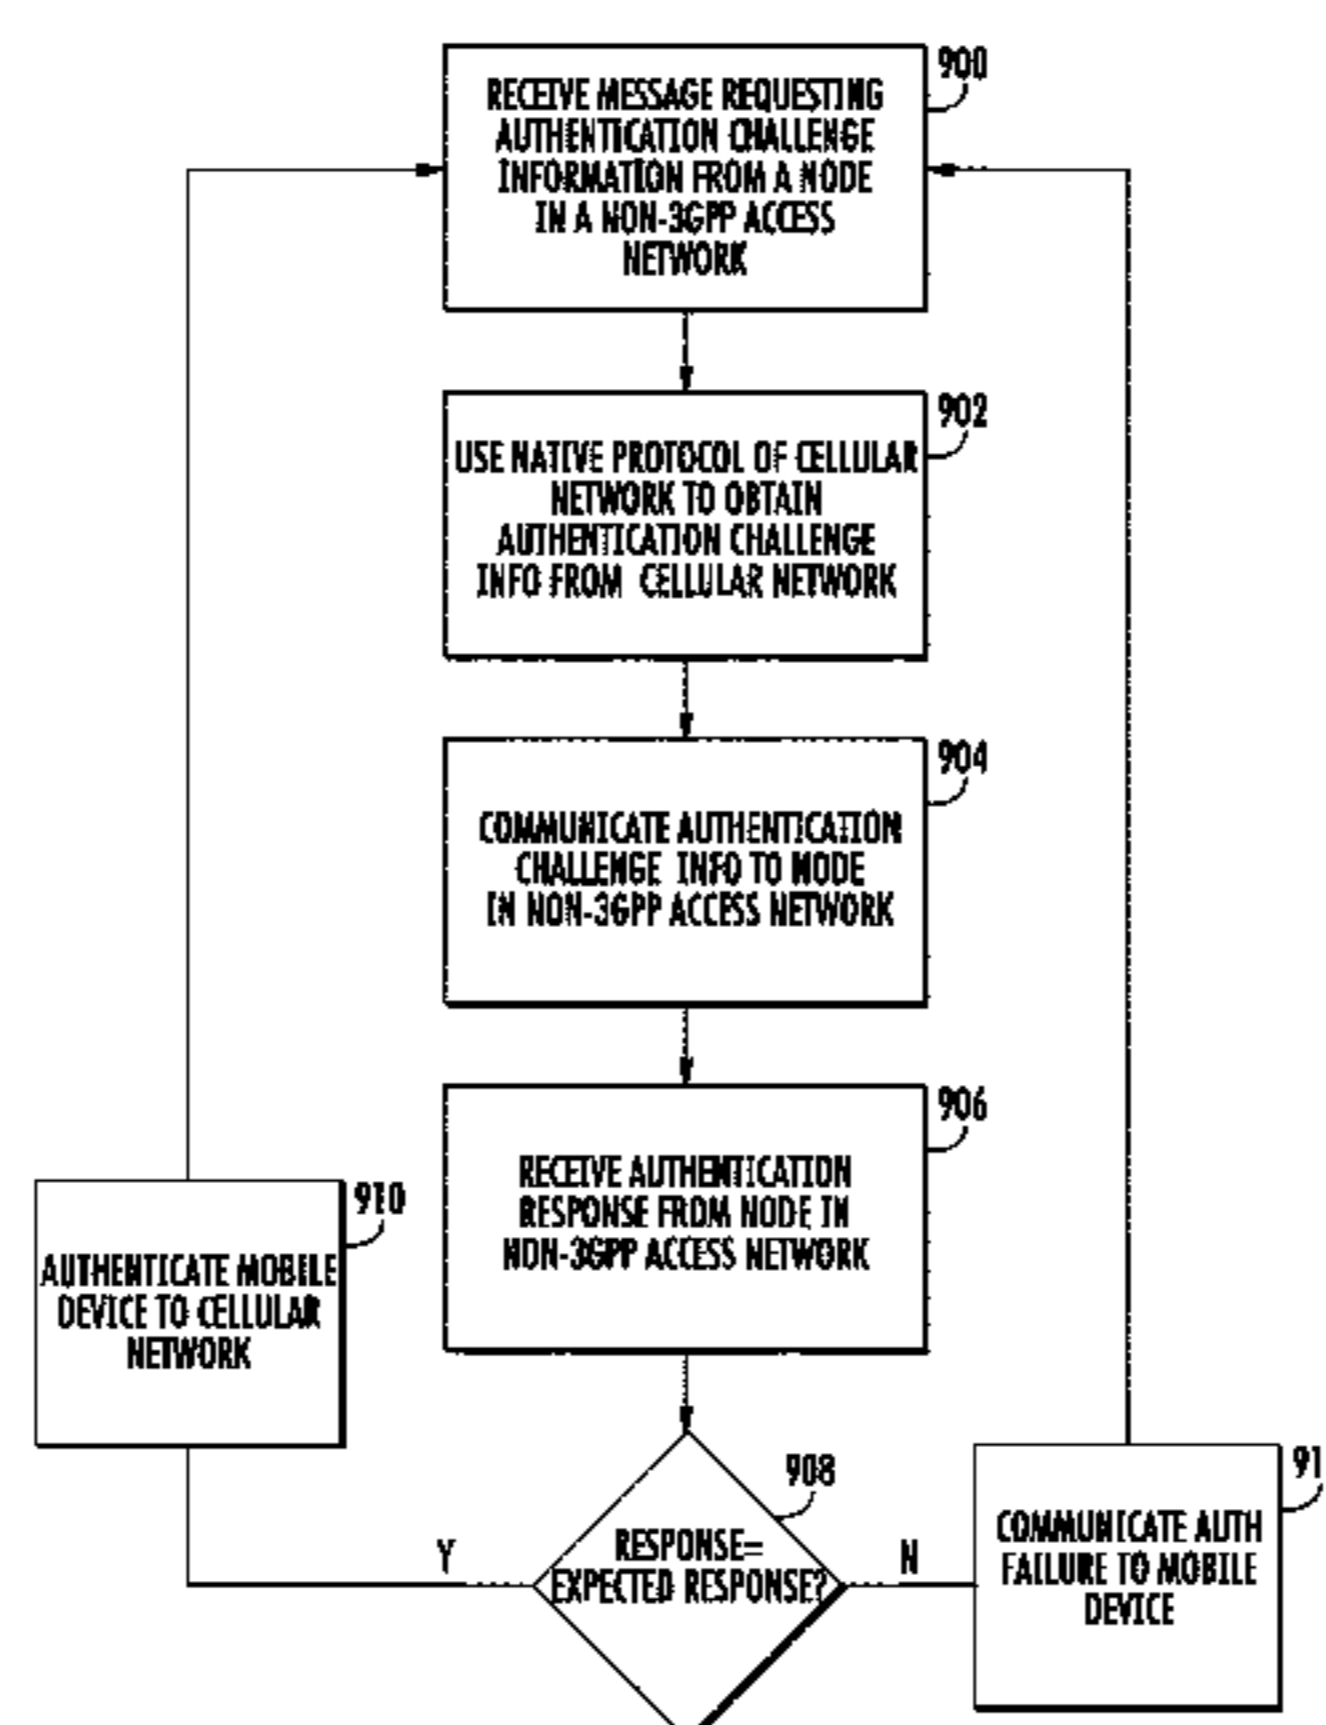 900
RECEIVE MESSAGE REQUESTING
AUTHENTICATION CHALLENGE
INFORMATION FROM A NODE
IN A NON-3GPP ACCESS
NETWORK
902
USE NATIVE PROTOCOL OF CELLULAR
NETWORK TO OBTAIN
AUTHENTICATION CHALLENGE
INFO FROM CELLULAR NETWORK
904
COMMUNICATE AUTHENTICATION
CHALLENGE INFO TO NODE
IN NON-3GPP ACCESS NETWORK
906
RECEIVE AUTHENTICATION
RESPONSE FROM NODE IN
NON-3GPP ACCESS NETWORK
910
AUTHENTICATE MOBILE
DEVICE TO CELLULAR
NETWORK
908
RESPONSE=
EXPECTED RESPONSE?
Y
N
91
COMMUNICATE AUTH
FAILURE TO MOBILE
DEVICE